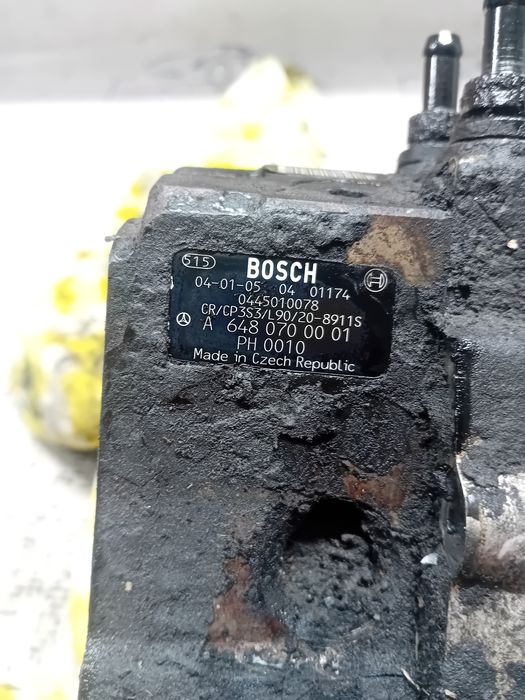 515 BOSCH
04-01-05 04 01174
0445010078
CR/CP3S3/L90/20-8911S
A 648 070 00 01
PH 0010
Made in Czech Republic